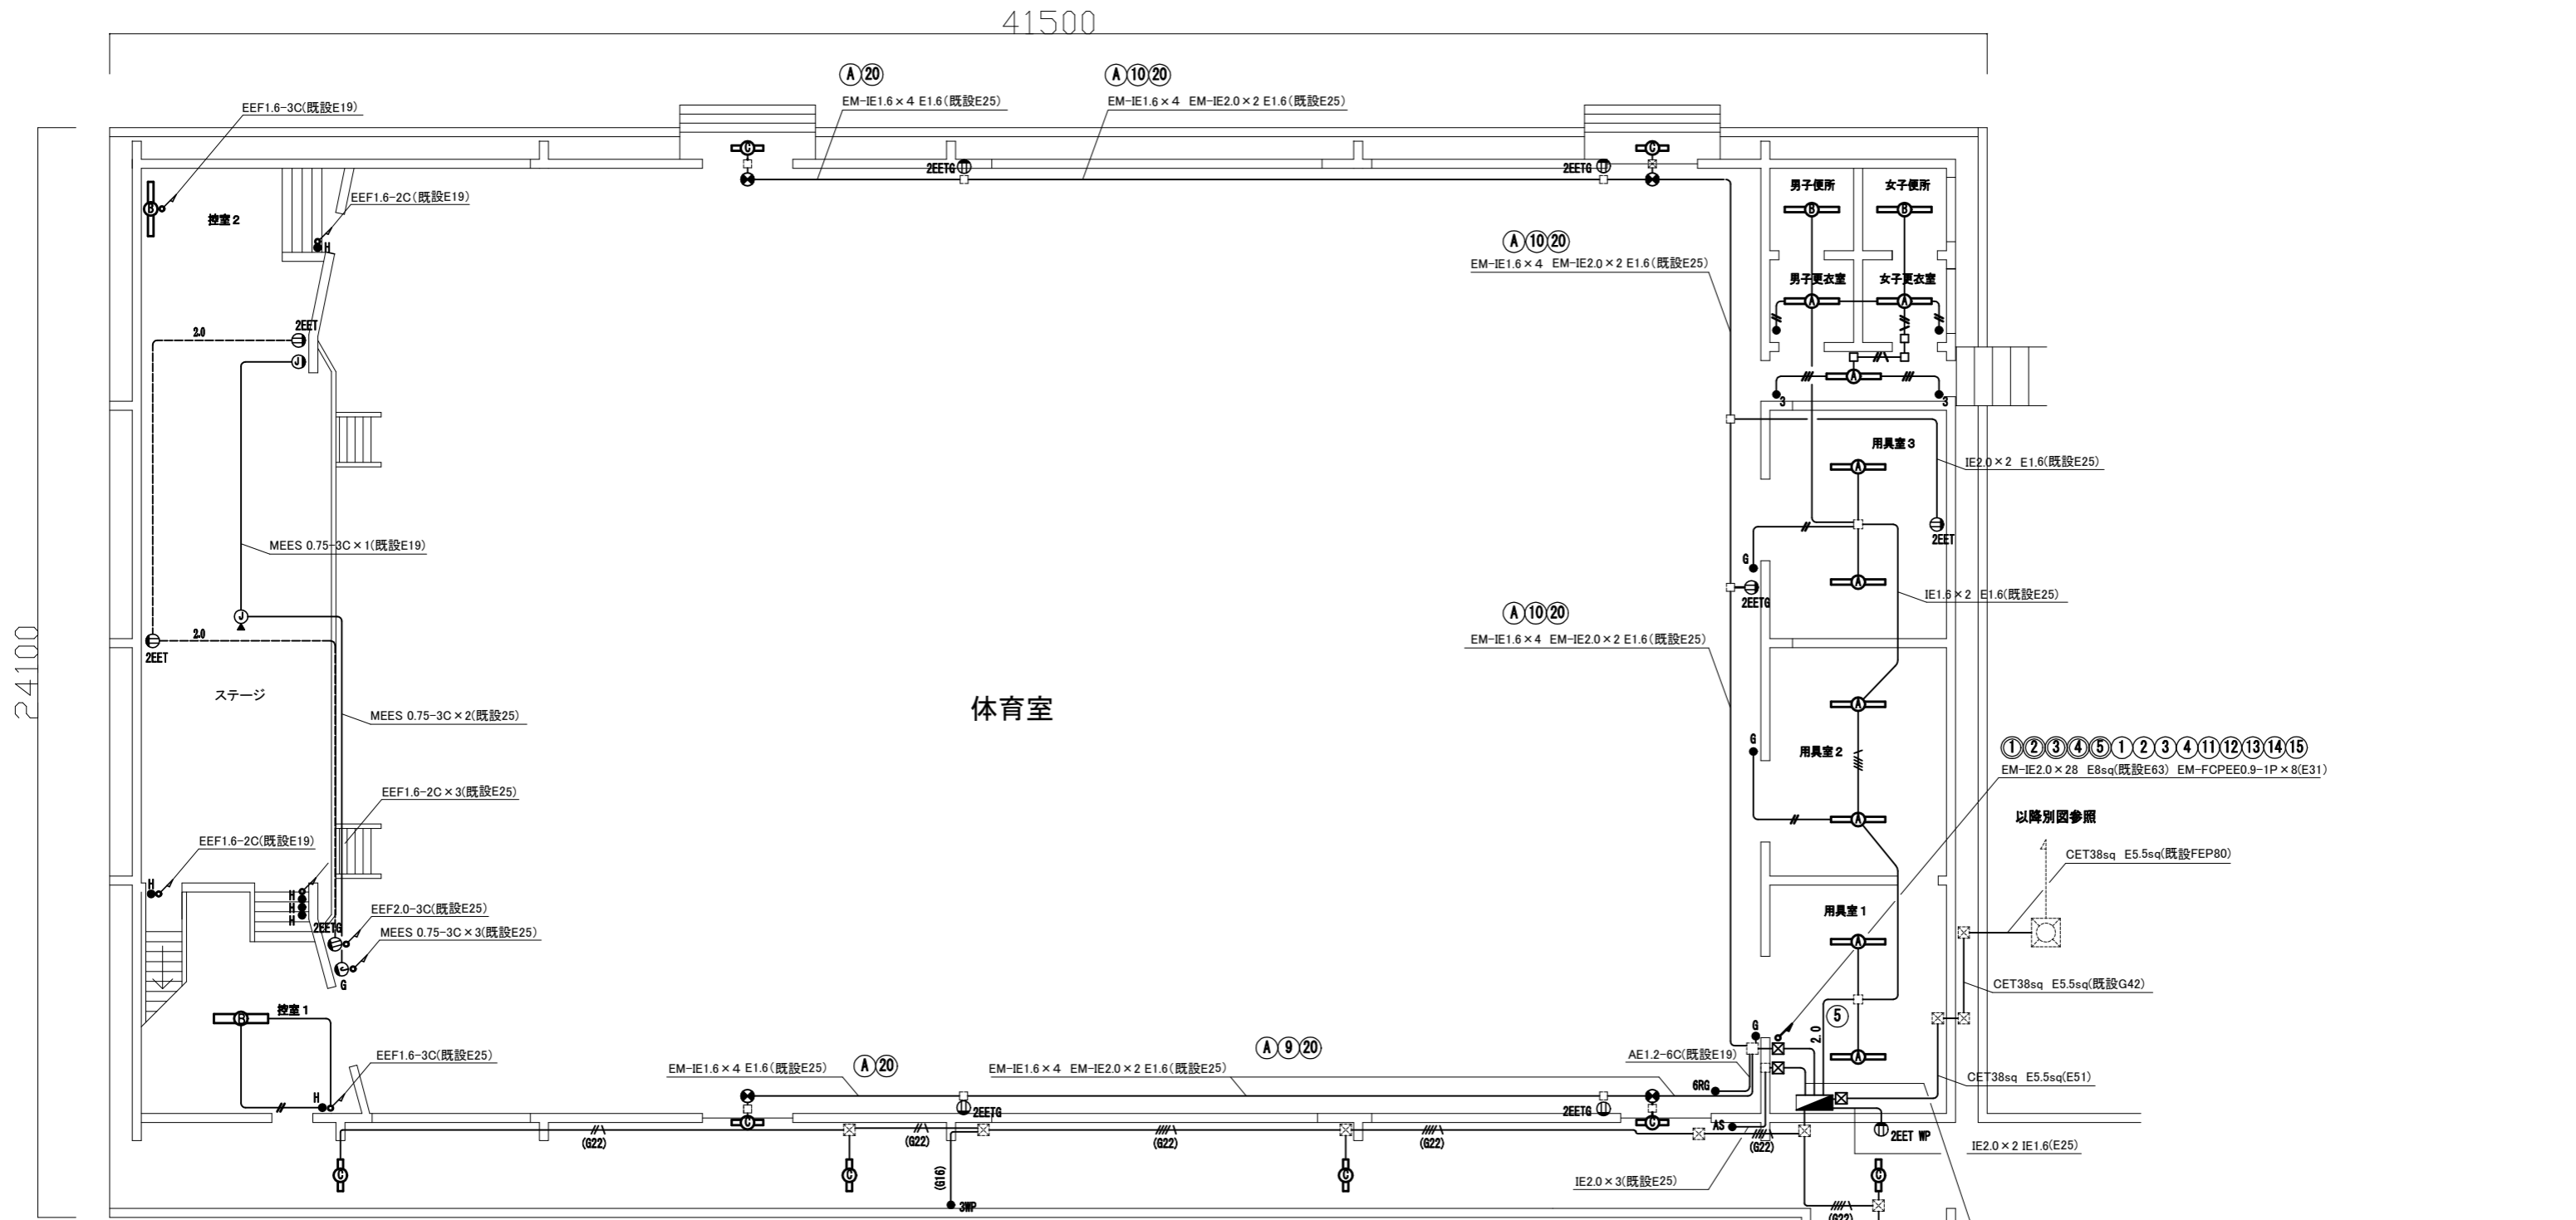 41500
24100
Ⓐ⑳
EM-IE1.6×4 E1.6(既設E25)
Ⓐ⑩⑳
EM-IE1.6×4 EM-IE2.0×2 E1.6(既設E25)
EEF1.6-3C(既設E19)
C
C
2EETG
2EETG
男子便所
女子便所
B
B
B
控室2
EEF1.6-2C(既設E19)
H
Ⓐ⑩⑳
EM-IE1.6×4 EM-IE2.0×2 E1.6(既設E25)
男子更衣室
女子更衣室
A
A
2.0
2EET
J
A
3
3
用具室3
A
IE2.0×2 E1.6(既設E25)
2EET
MEES 0.75-3C×1(既設E19)
G
A
IE1.6×2 E1.6(既設E25)
2EETG
J
2.0
2EET
Ⓐ⑩⑳
EM-IE1.6×4 EM-IE2.0×2 E1.6(既設E25)
ステージ
体育室
MEES 0.75-3C×2(既設25)
A
G
用具室2
①②③④⑤①②③④⑪⑫⑬⑭⑮
EM-IE2.0×28 E8sq(既設E63) EM-FCPEE0.9-1P×8(E31)
EEF1.6-2C×3(既設E25)
A
以降別図参照
EEF1.6-2C(既設E19)
CET38sq E5.5sq(既設FEP80)
H
H
H
H
EEF2.0-3C(既設E25)
用具室1
2EETG
MEES 0.75-3C×3(既設E25)
A
G
CET38sq E5.5sq(既設G42)
控室1
B
⑤
2.0
G
EEF1.6-3C(既設E25)
Ⓐ⑨⑳
Ⓐ⑳
EM-IE1.6×4 E1.6(既設E25)
EM-IE1.6×4 EM-IE2.0×2 E1.6(既設E25)
AE1.2-6C(既設E19)
A
CET38sq E5.5sq(E51)
6RG
H
2EETG
2EETG
C
C
AS
2EET WP
(G22)
(G22)
(G22)
(G22)
(G22)
IE2.0×2 IE1.6(E25)
C
C
C
C
(G16)
IE2.0×3(既設E25)
3WP
(G22)